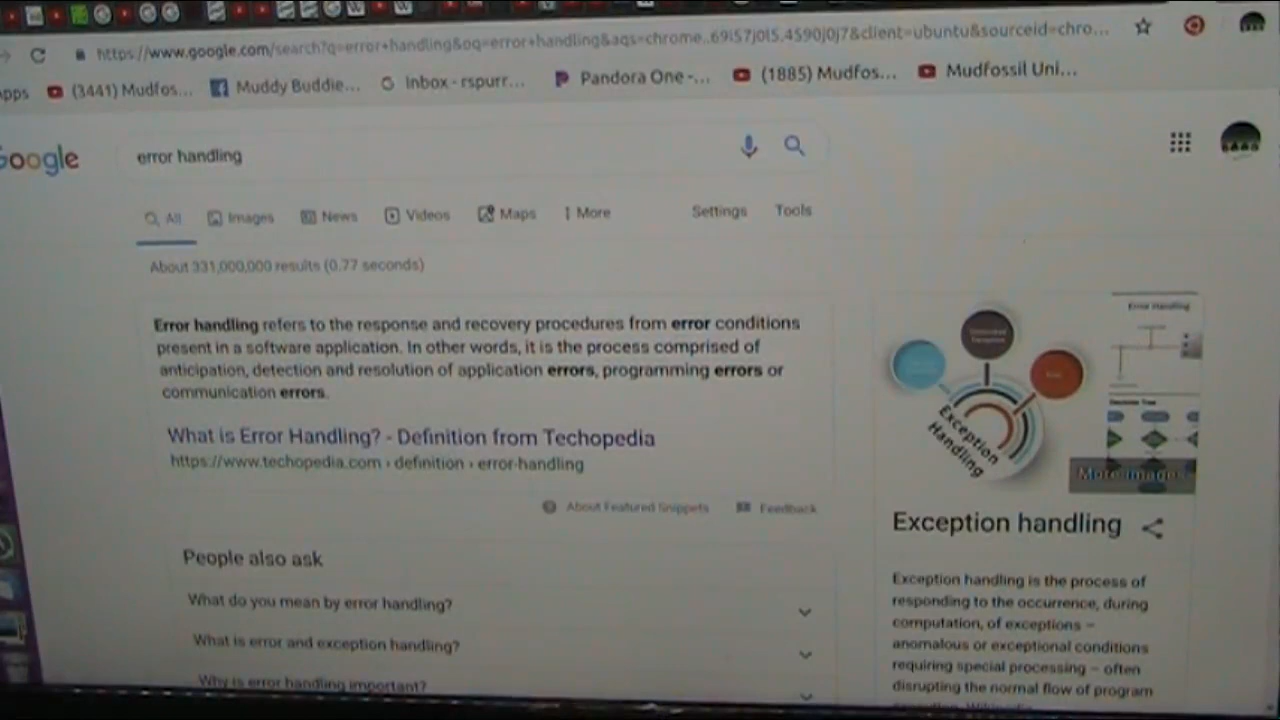 https://www.google.com/search?q=error+handling&oq=error+handling&aqs=chrome..69i57j0l5.4590j0j7&client=ubuntu&sourceid=chro...
Apps (3441) Mudfos... Muddy Buddie... Inbox - rspurr... Pandora One -... (1885) Mudfos... Mudfossil Uni...
Google error handling
All Images News Videos Maps More Settings Tools
About 331,000,000 results (0.77 seconds)
Error handling refers to the response and recovery procedures from error conditions
present in a software application. In other words, it is the process comprised of
anticipation, detection and resolution of application errors, programming errors or
communication errors.
What is Error Handling? - Definition from Techopedia
https://www.techopedia.com › definition › error-handling
About Featured Snippets Feedback
People also ask
What do you mean by error handling?
What is error and exception handling?
Why is error handling important?
Error Handling
Exception
Handling
More images
Exception handling
Exception handling is the process of
responding to the occurrence, during
computation, of exceptions –
anomalous or exceptional conditions
requiring special processing – often
disrupting the normal flow of program